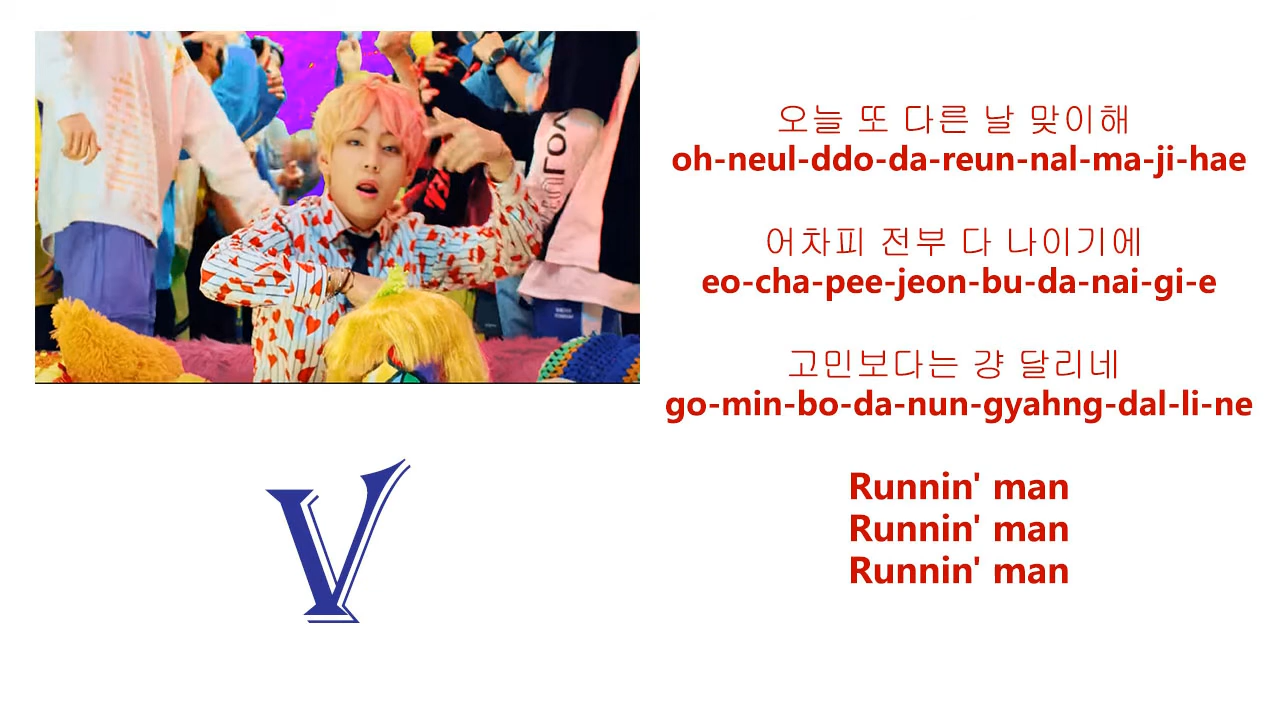 V
오늘 또 다른 날 맞이해
oh-neul-ddo-da-reun-nal-ma-ji-hae
어차피 전부 다 나이기에
eo-cha-pee-jeon-bu-da-nai-gi-e
고민보다는 걍 달리네
go-min-bo-da-nun-gyahng-dal-li-ne
Runnin' man
Runnin' man
Runnin' man